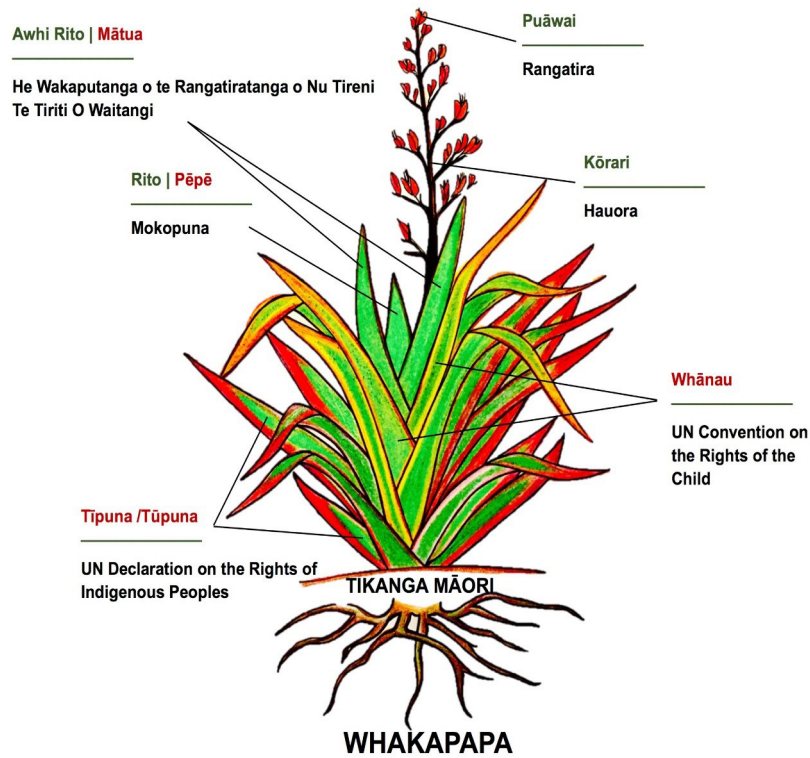 Awhi Rito | Mātua
He Wakaputanga o te Rangatiratanga o Nu Tireni
Te Tiriti O Waitangi
Rito | Pēpē
Mokopuna
Puāwai
Rangatira
Kōrari
Hauora
Whānau
UN Convention on
the Rights of the
Child
Tīpuna /Tūpuna
UN Declaration on the Rights of
Indigenous Peoples
TIKANGA MĀORI
WHAKAPAPA